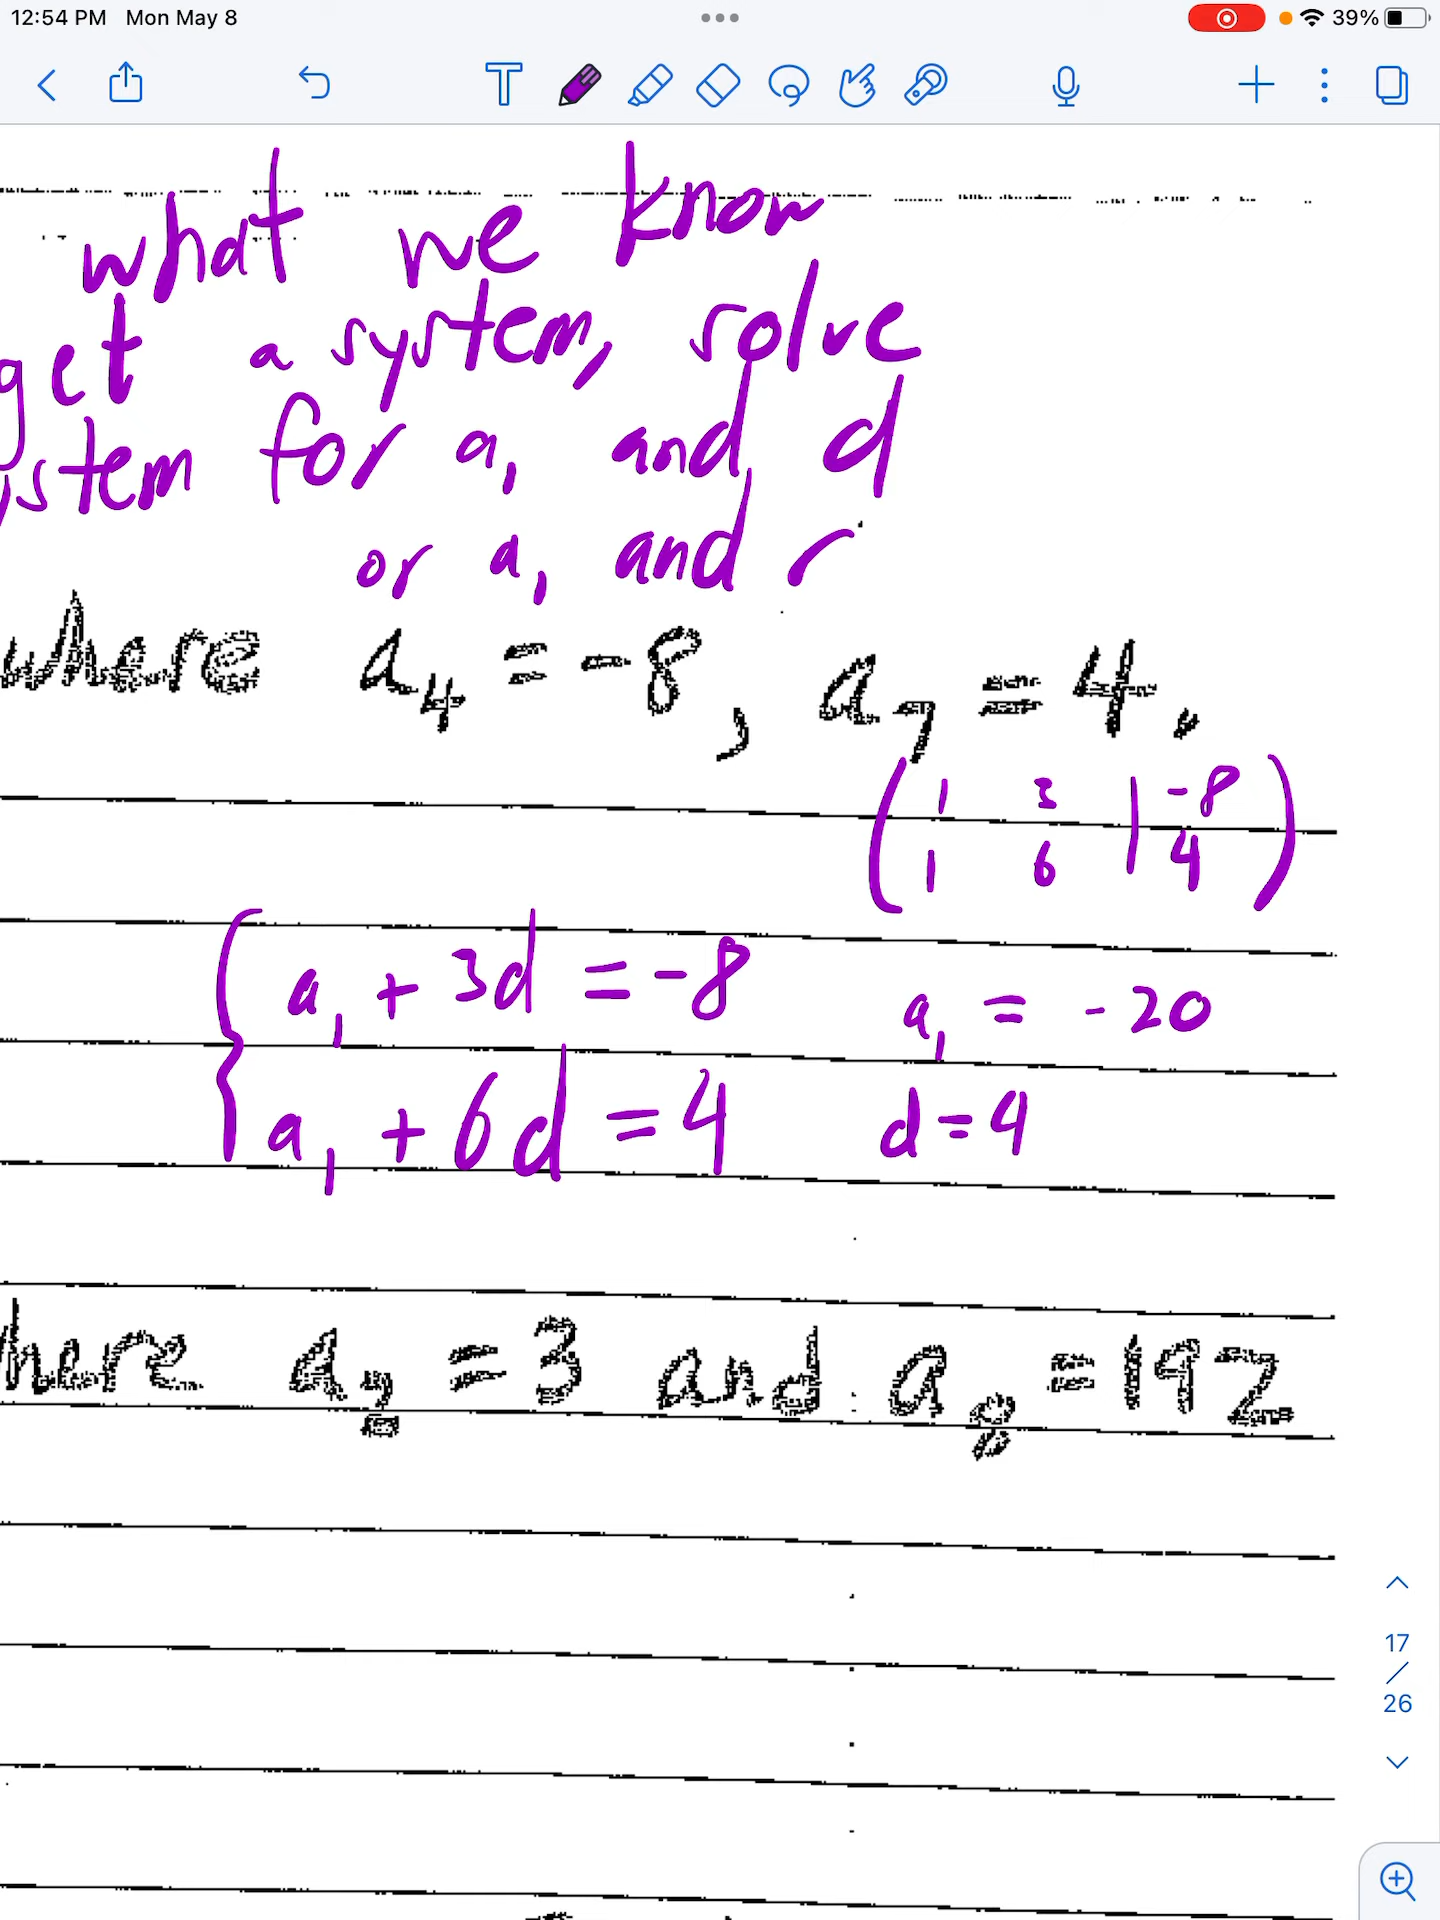 12:54 PM Mon May 8
39%
what we know
get a system, solve
stem for a₁ and d
or a₁ and r
where a₄ = -8, a₇ = 4.
( 1 3 | -8 )
( 1 6 | 4 )
{ a₁ + 3d = -8
a₁ = -20
a₁ + 6d = 4
d = 4
here a₂ = 3 and a₈ = 192
17
/
26